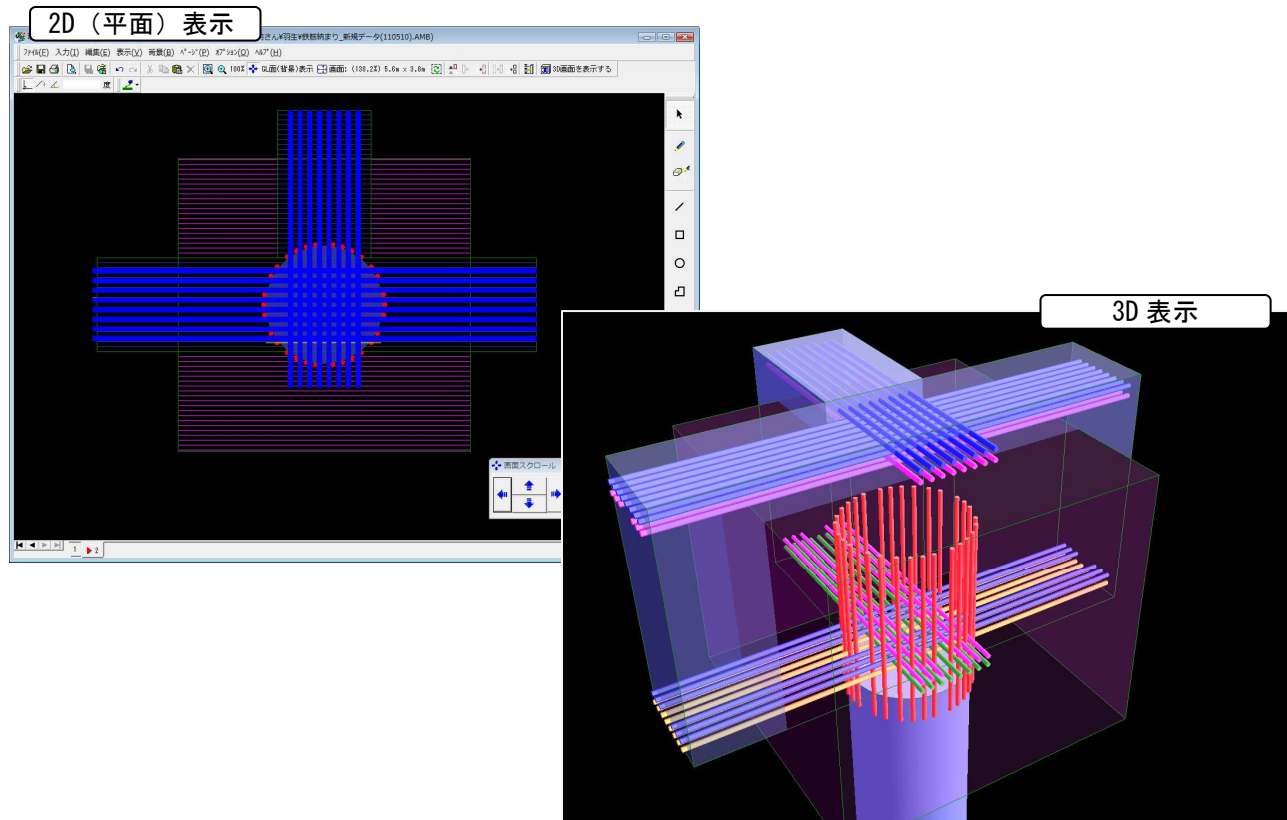 2D（平面）表示
さん¥羽生¥鉄筋納まり_新規データ(110510).AMB)
ﾌｧｲﾙ(F) 入力(I) 編集(E) 表示(V) 背景(B) ﾍﾟｰｼﾞ(P) ｵﾌﾟｼｮﾝ(O) ﾍﾙﾌﾟ(H)
100% GL面(背景)表示 画面: (130.2%) 5.6m x 3.8m 3D画面を表示する
度
3D 表示
画面スクロール
1 2